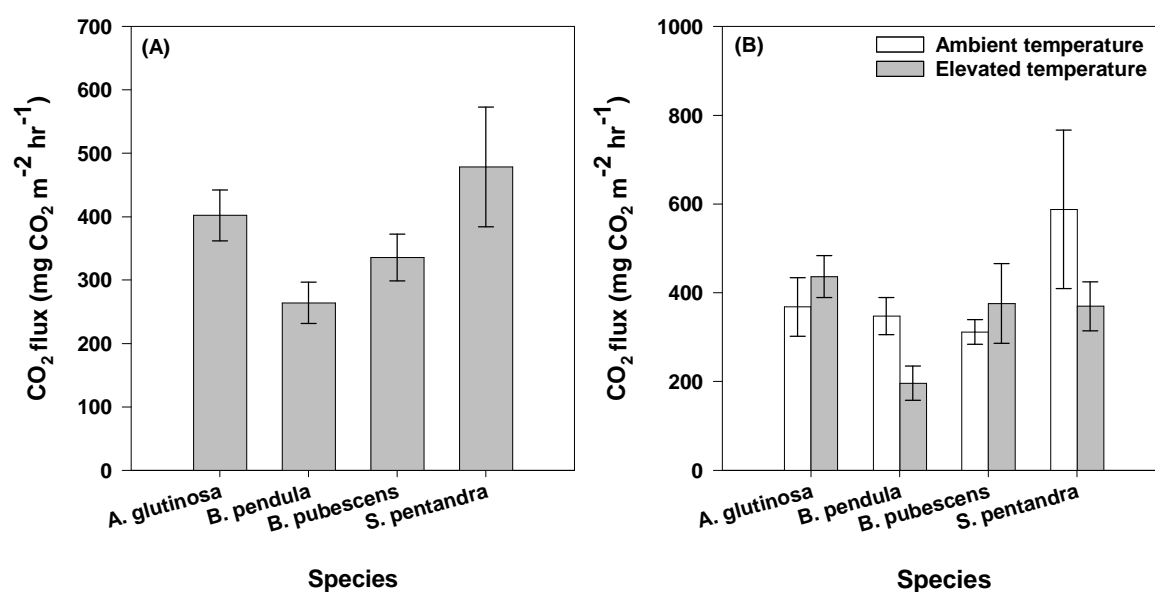 (A)
700
600
500
400
300
200
100
0
CO₂ flux (mg CO₂ m⁻² hr⁻¹)
A. glutinosa
B. pendula
B. pubescens
S. pentandra
Species
(B)
Ambient temperature
Elevated temperature
1000
800
600
400
200
0
CO₂ flux (mg CO₂ m⁻² hr⁻¹)
A. glutinosa
B. pendula
B. pubescens
S. pentandra
Species